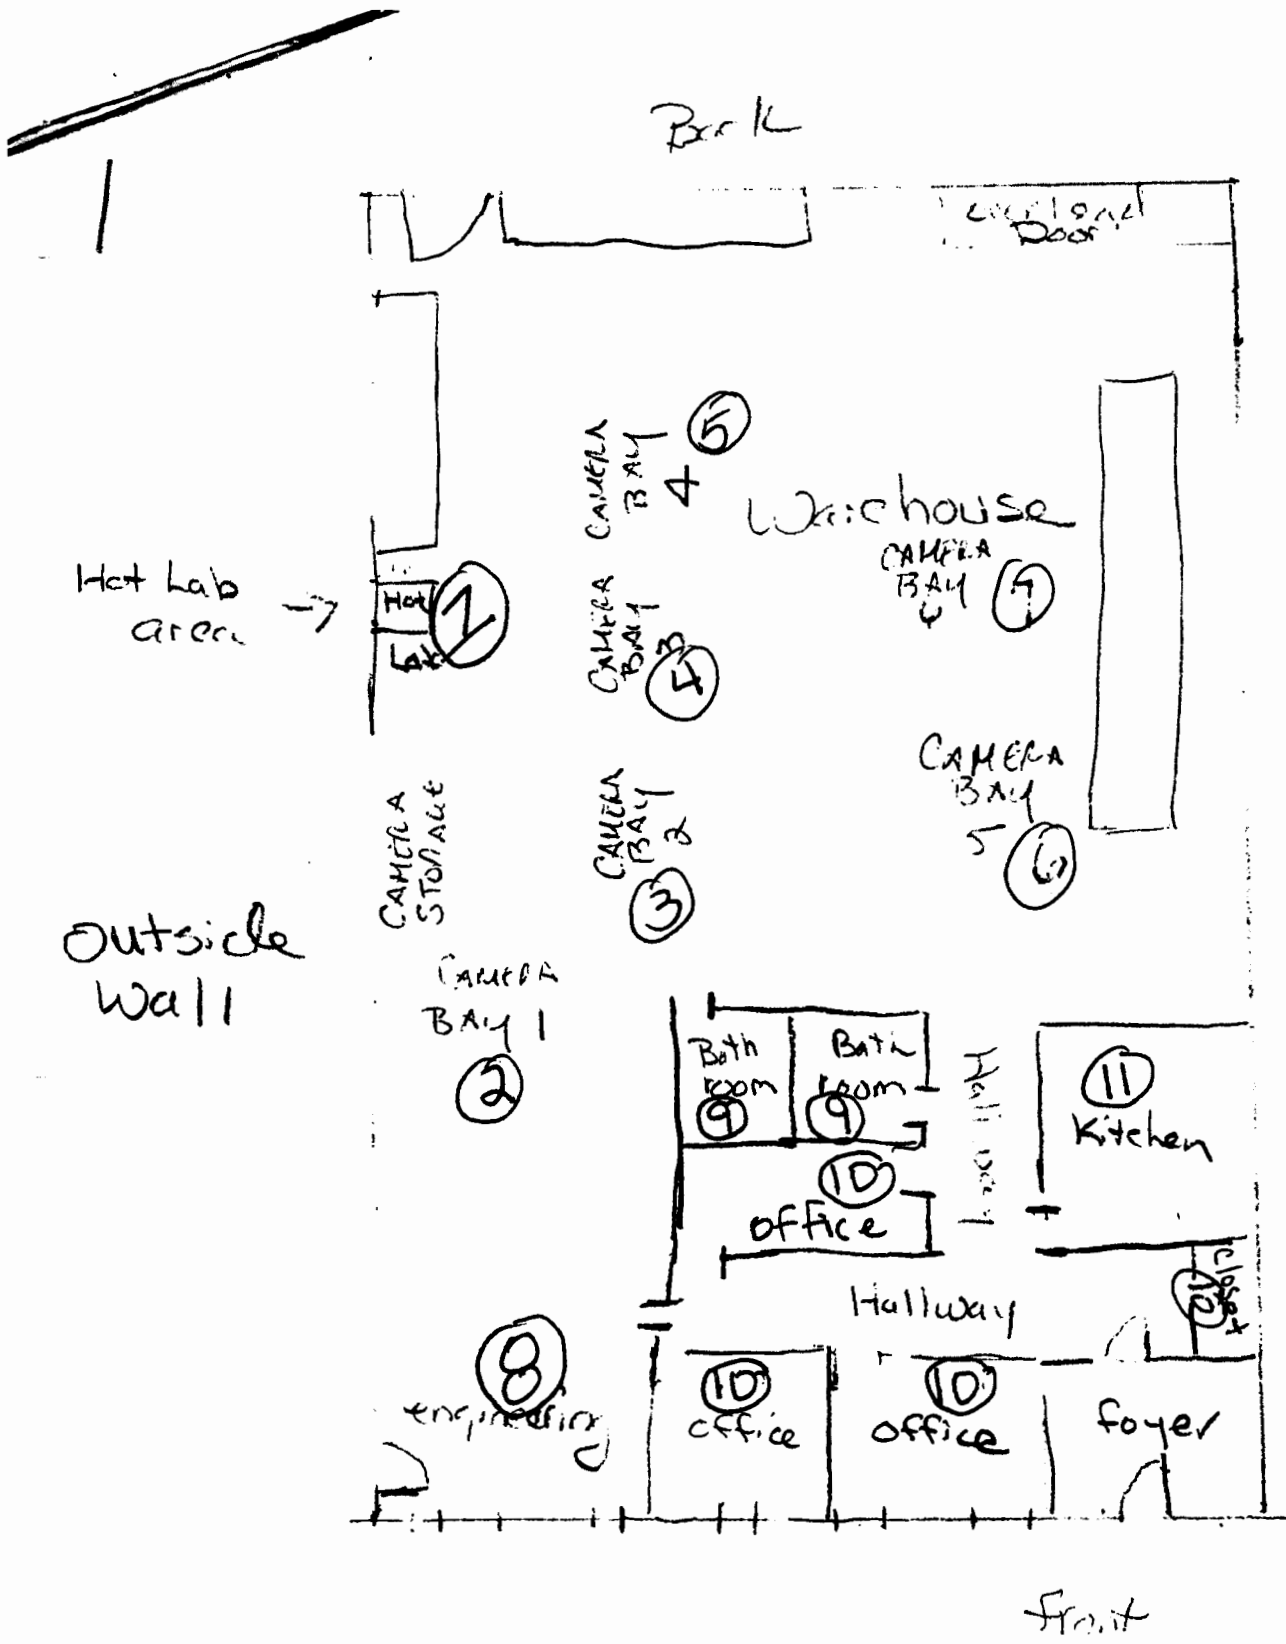 Back
overhead
Door
CAMERA
BAY
4
5
Warehouse
CAMERA
BAY
6
7
Hot Lab
area
Hot
Lab
1
CAMERA
BAY
3
4
CAMERA
BAY
5
6
CAMERA
STORAGE
CAMERA
BAY
2
3
Outside
Wall
CAMERA
BAY 1
2
Bath
room
9
Bath
room
9
Hallway
11
Kitchen
10
office
Hallway
closet
10
8
engineering
10
office
10
office
foyer
front